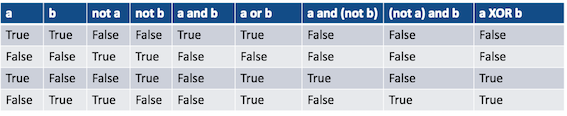 a b not a not b a and b a or b a and (not b) (not a) and b a XOR b
True True False False True True False False False
False False True True False False False False False
True False False True False True True False True
False True True False False True False True True